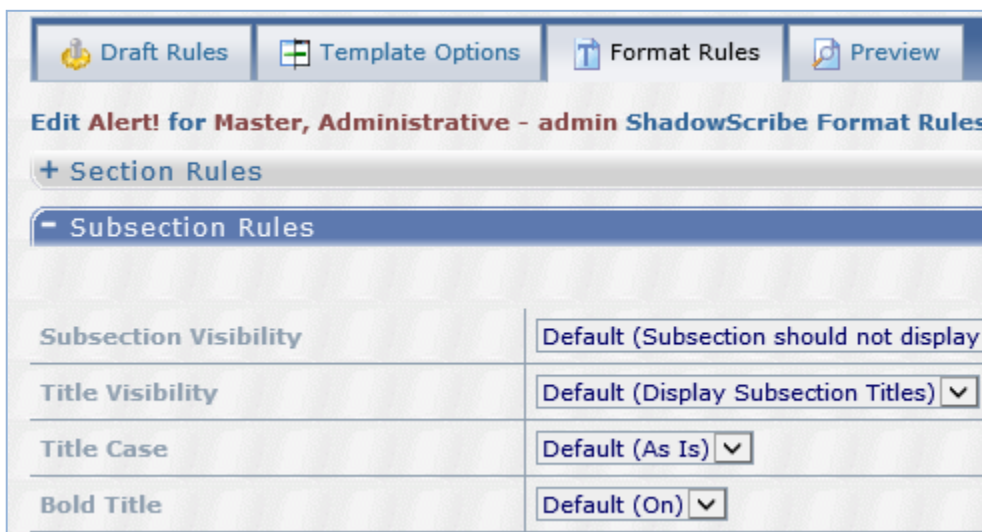 Draft Rules Template Options Format Rules Preview
Edit Alert! for Master, Administrative - admin ShadowScribe Format Rules
+ Section Rules
- Subsection Rules
Subsection Visibility Default (Subsection should not display
Title Visibility Default (Display Subsection Titles)
Title Case Default (As Is)
Bold Title Default (On)